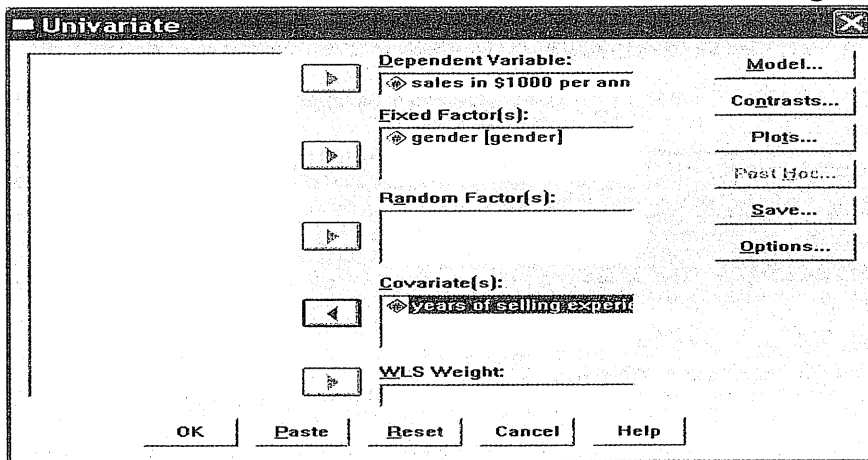 Univariate
Dependent Variable:
sales in $1000 per ann
Fixed Factor(s):
gender [gender]
Random Factor(s):
Covariate(s):
years of selling experi
WLS Weight:
Model...
Contrasts...
Plots...
Post Hoc...
Save...
Options...
OK
Paste
Reset
Cancel
Help